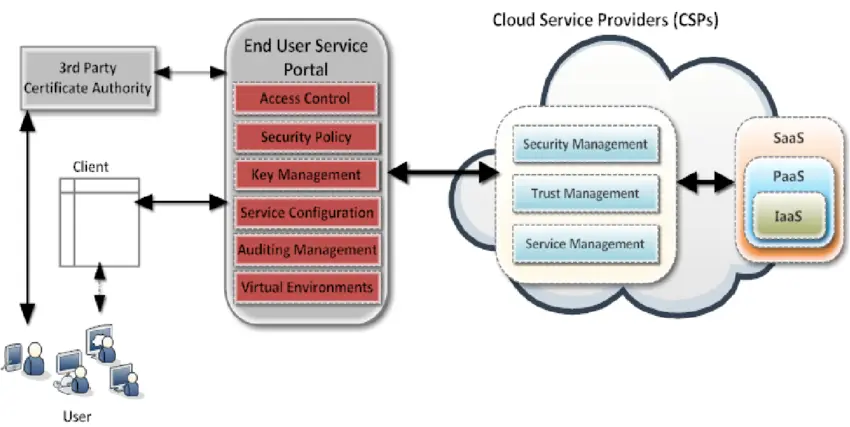 Cloud Service Providers (CSPs)
End User Service
Portal
3rd Party
Certificate Authority
Access Control
Security Policy
Key Management
Service Configuration
Auditing Management
Virtual Environments
Client
User
Security Management
Trust Management
Service Management
SaaS
PaaS
IaaS